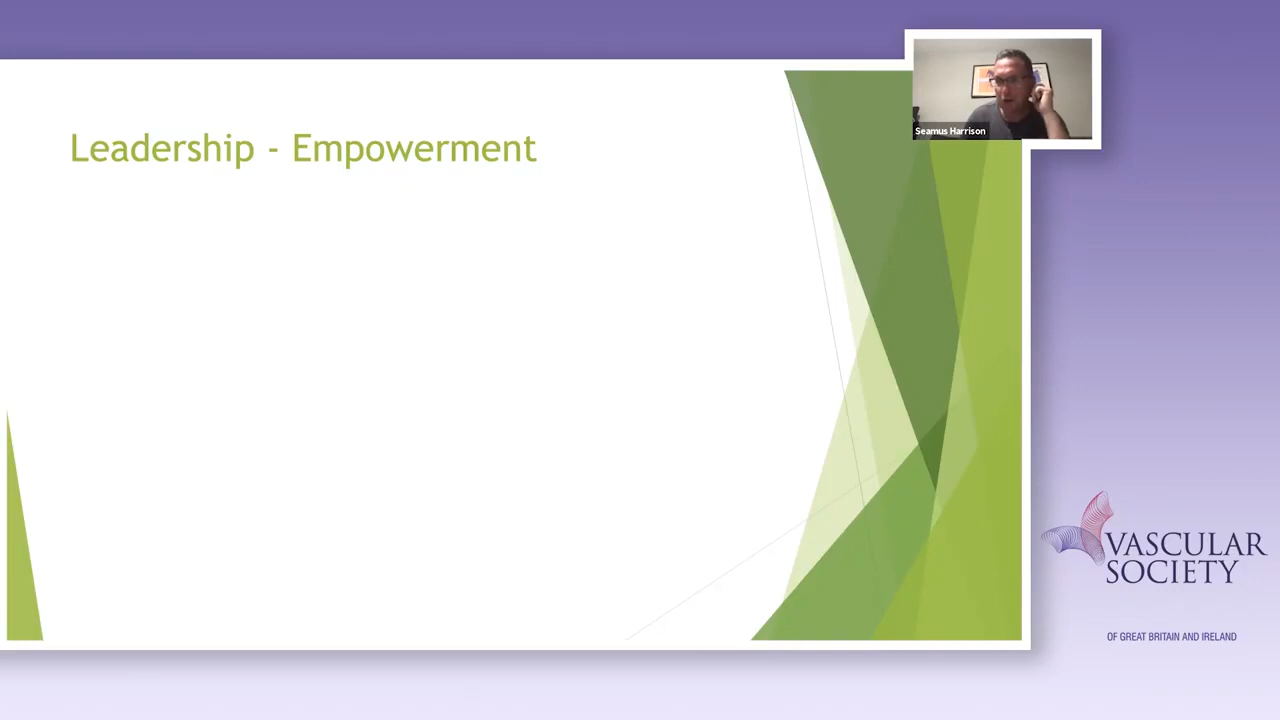 Leadership - Empowerment
Seamus Harrison
VASCULAR
SOCIETY
OF GREAT BRITAIN AND IRELAND